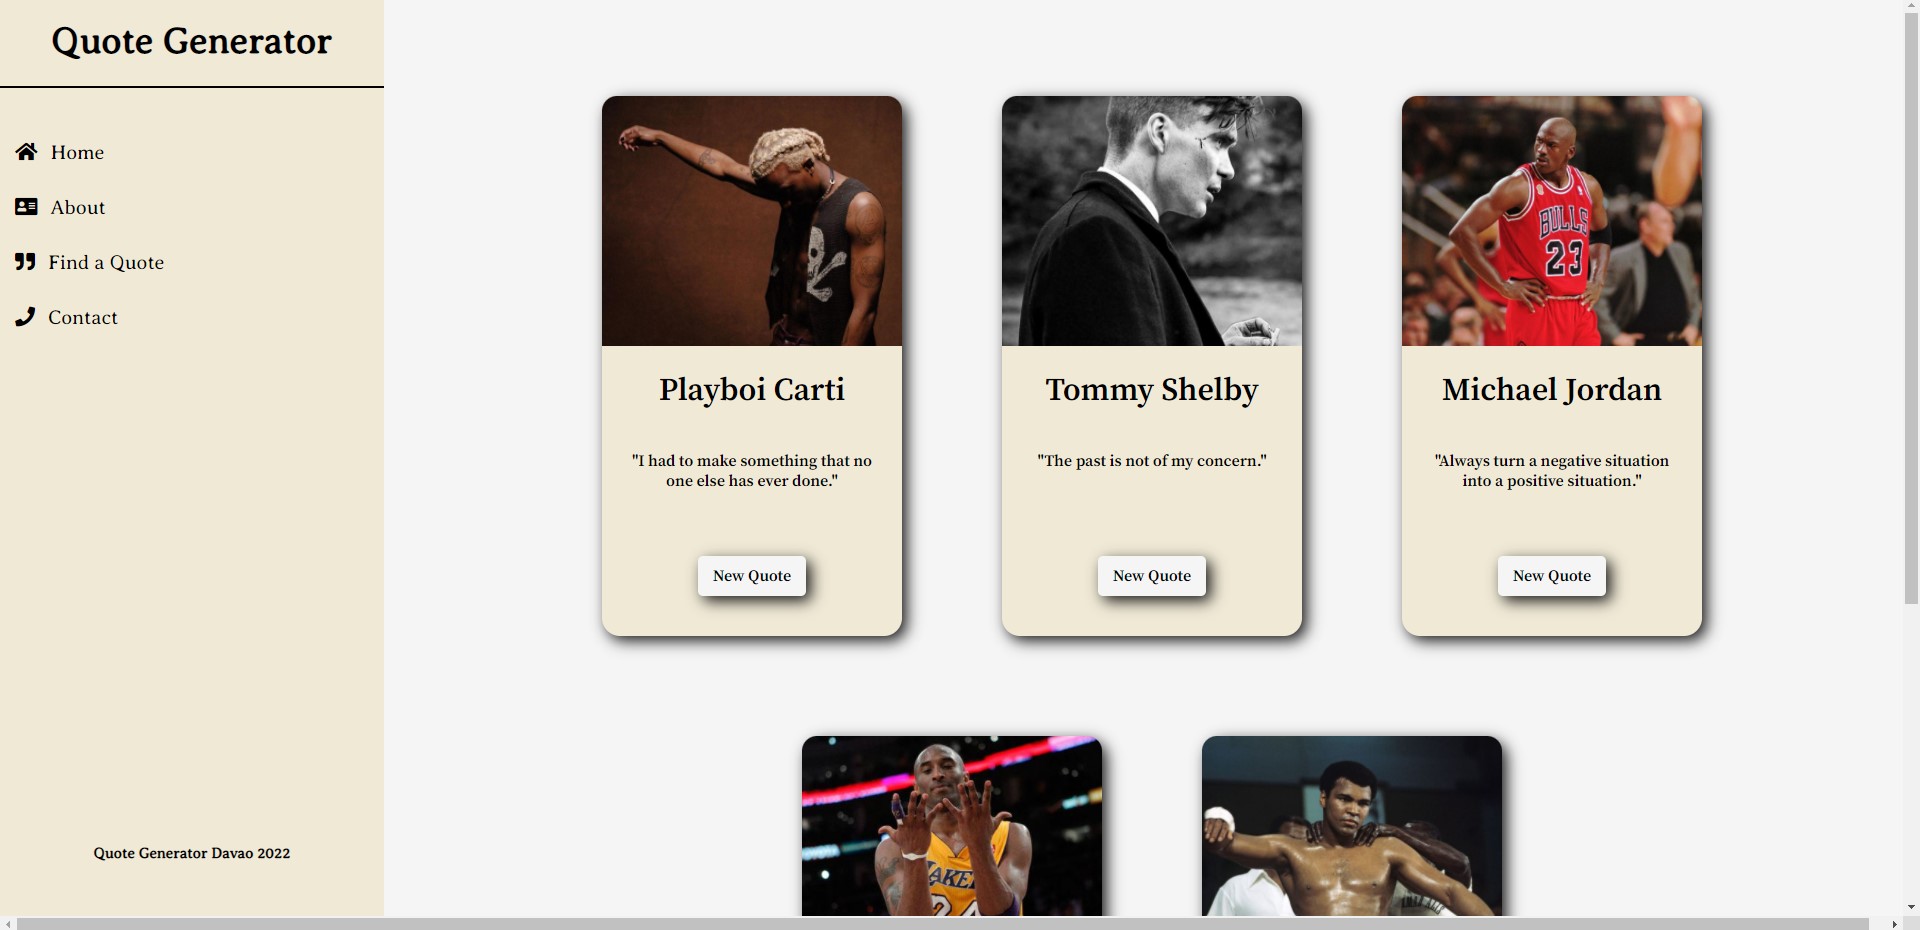 Quote Generator
Home
About
Find a Quote
Contact
Quote Generator Davao 2022
Playboi Carti
"I had to make something that no
one else has ever done."
New Quote
Tommy Shelby
"The past is not of my concern."
New Quote
BULLS
23
Michael Jordan
"Always turn a negative situation
into a positive situation."
New Quote